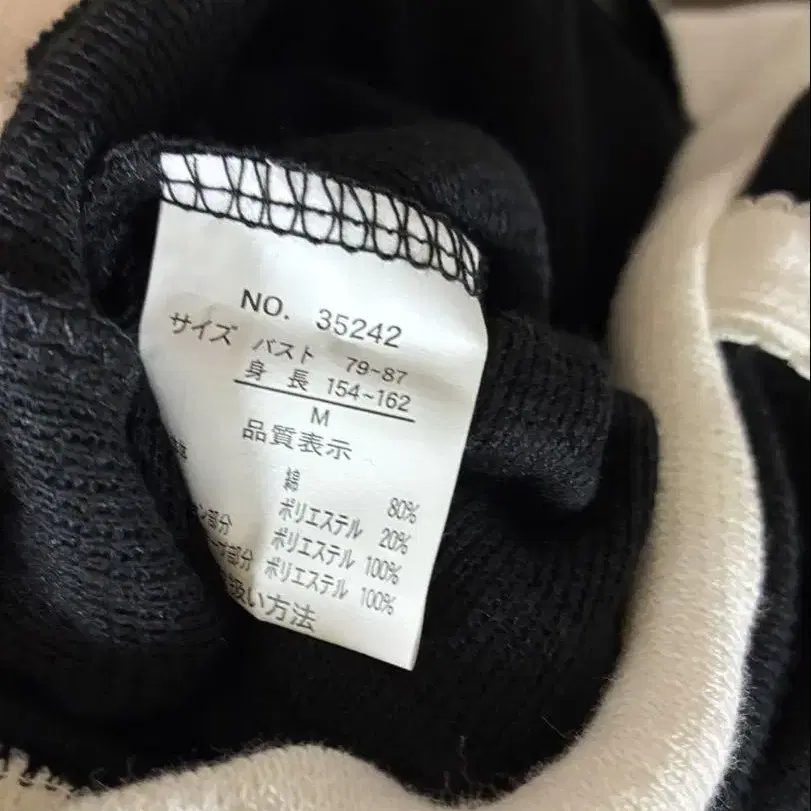 NO. 35242
サイズ バスト 79~87
身長 154~162
M
品質表示
綿 80%
ポリエステル 20%
ン部分 ポリエステル 100%
部分 ポリエステル 100%
扱い方法